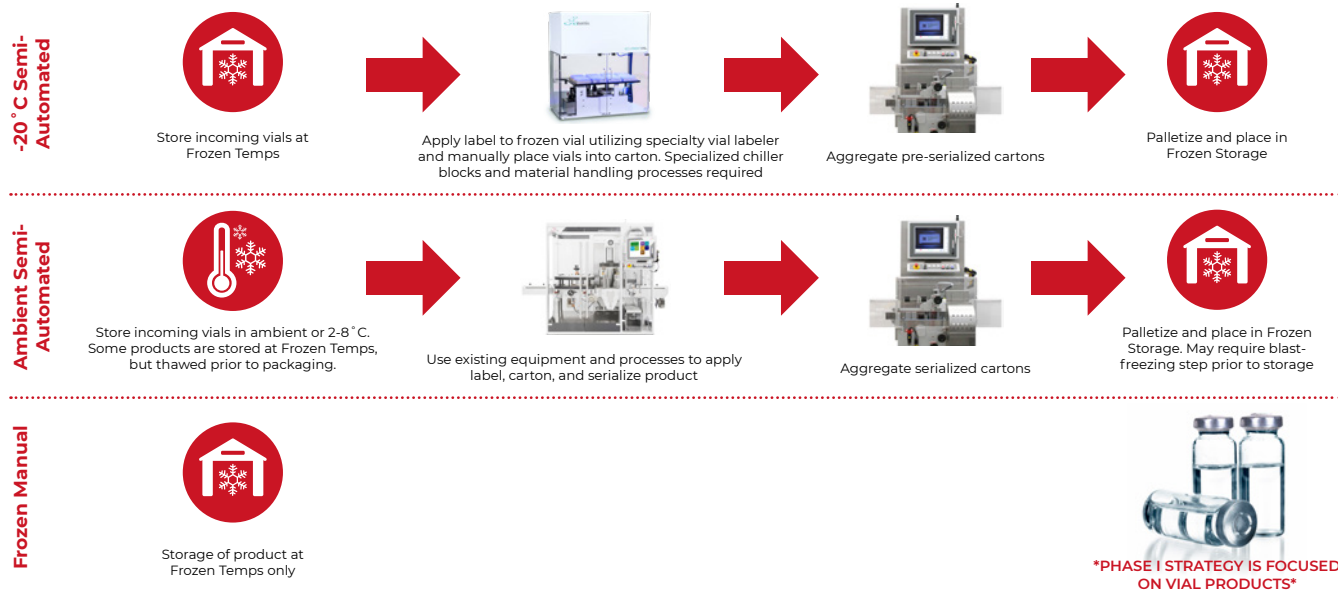 -20˚C Semi-
Automated
Store incoming vials at
Frozen Temps
Apply label to frozen vial utilizing specialty vial labeler
and manually place vials into carton. Specialized chiller
blocks and material handling processes required
Aggregate pre-serialized cartons
Palletize and place in
Frozen Storage
Ambient Semi-
Automated
Store incoming vials in ambient or 2-8˚C.
Some products are stored at Frozen Temps,
but thawed prior to packaging.
Use existing equipment and processes to apply
label, carton, and serialize product
Aggregate serialized cartons
Palletize and place in Frozen
Storage. May require blast-
freezing step prior to storage
Frozen Manual
Storage of product at
Frozen Temps only
*PHASE I STRATEGY IS FOCUSED
ON VIAL PRODUCTS*